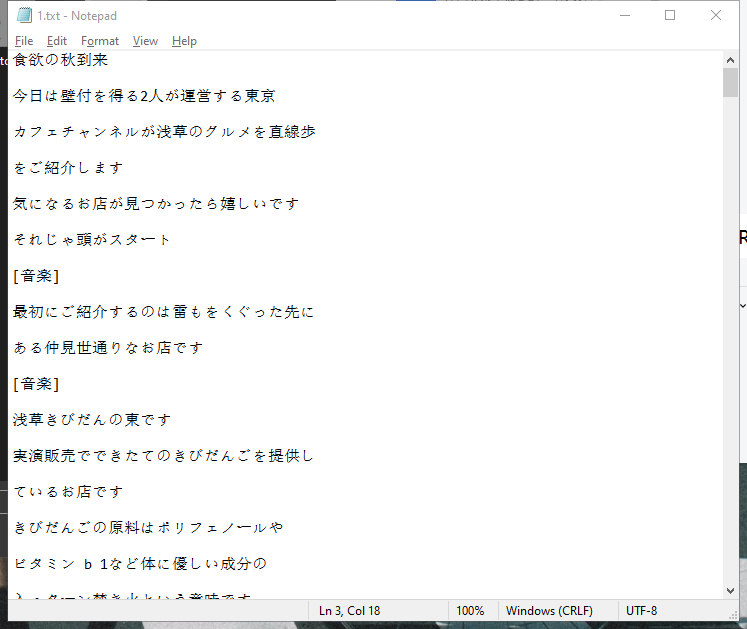 1.txt - Notepad
File Edit Format View Help
食欲の秋到来
今日は壁付を得る2人が運営する東京
カフェチャンネルが浅草のグルメを直線歩
をご紹介します
気になるお店が見つかったら嬉しいです
それじゃ頭がスタート
[音楽]
最初にご紹介するのは雷もをくぐった先に
ある仲見世通りなお店です
[音楽]
浅草きびだんの東です
実演販売でできたてのきびだんごを提供し
ているお店です
きびだんごの原料はポリフェノールや
ビタミン b 1など体に優しい成分の
Ln 3, Col 18 100% Windows (CRLF) UTF-8